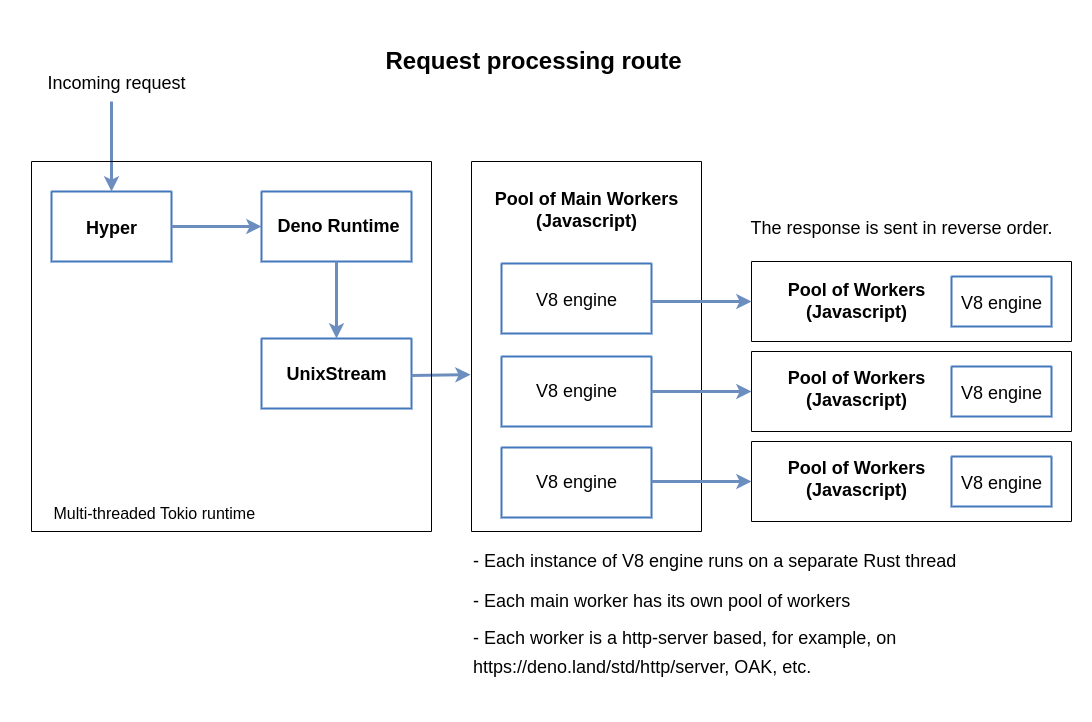 Request processing route
Incoming request
Hyper
Deno Runtime
UnixStream
Multi-threaded Tokio runtime
Pool of Main Workers
(Javascript)
V8 engine
V8 engine
V8 engine
The response is sent in reverse order.
Pool of Workers
(Javascript)
V8 engine
Pool of Workers
(Javascript)
V8 engine
Pool of Workers
(Javascript)
V8 engine
- Each instance of V8 engine runs on a separate Rust thread
- Each main worker has its own pool of workers
- Each worker is a http-server based, for example, on
https://deno.land/std/http/server, OAK, etc.